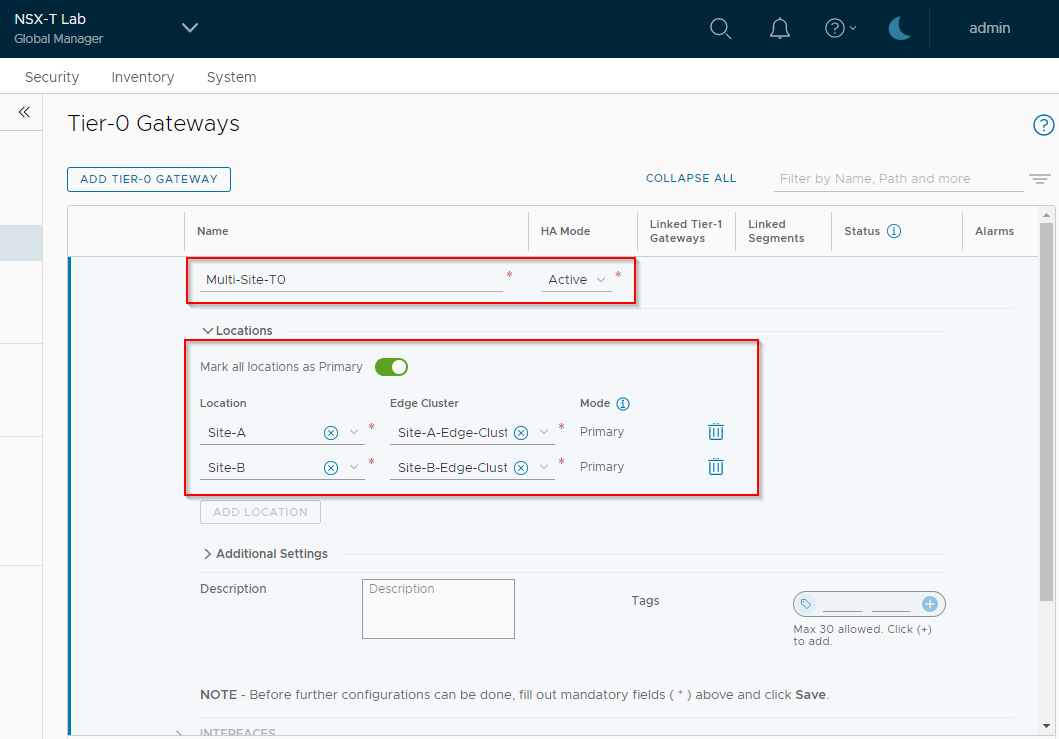 NSX-T Lab
Global Manager
admin
Security Inventory System
Tier-0 Gateways
ADD TIER-0 GATEWAY
COLLAPSE ALL
Filter by Name, Path and more
Name
HA Mode
Linked Tier-1
Gateways
Linked
Segments
Status
Alarms
Multi-Site-T0 *
Active *
Locations
Mark all locations as Primary
Location Edge Cluster Mode
Site-A * Site-A-Edge-Clust * Primary
Site-B * Site-B-Edge-Clust * Primary
ADD LOCATION
Additional Settings
Description
Description
Tags
Max 30 allowed. Click (+)
to add.
NOTE - Before further configurations can be done, fill out mandatory fields ( * ) above and click Save.
INTERFACES